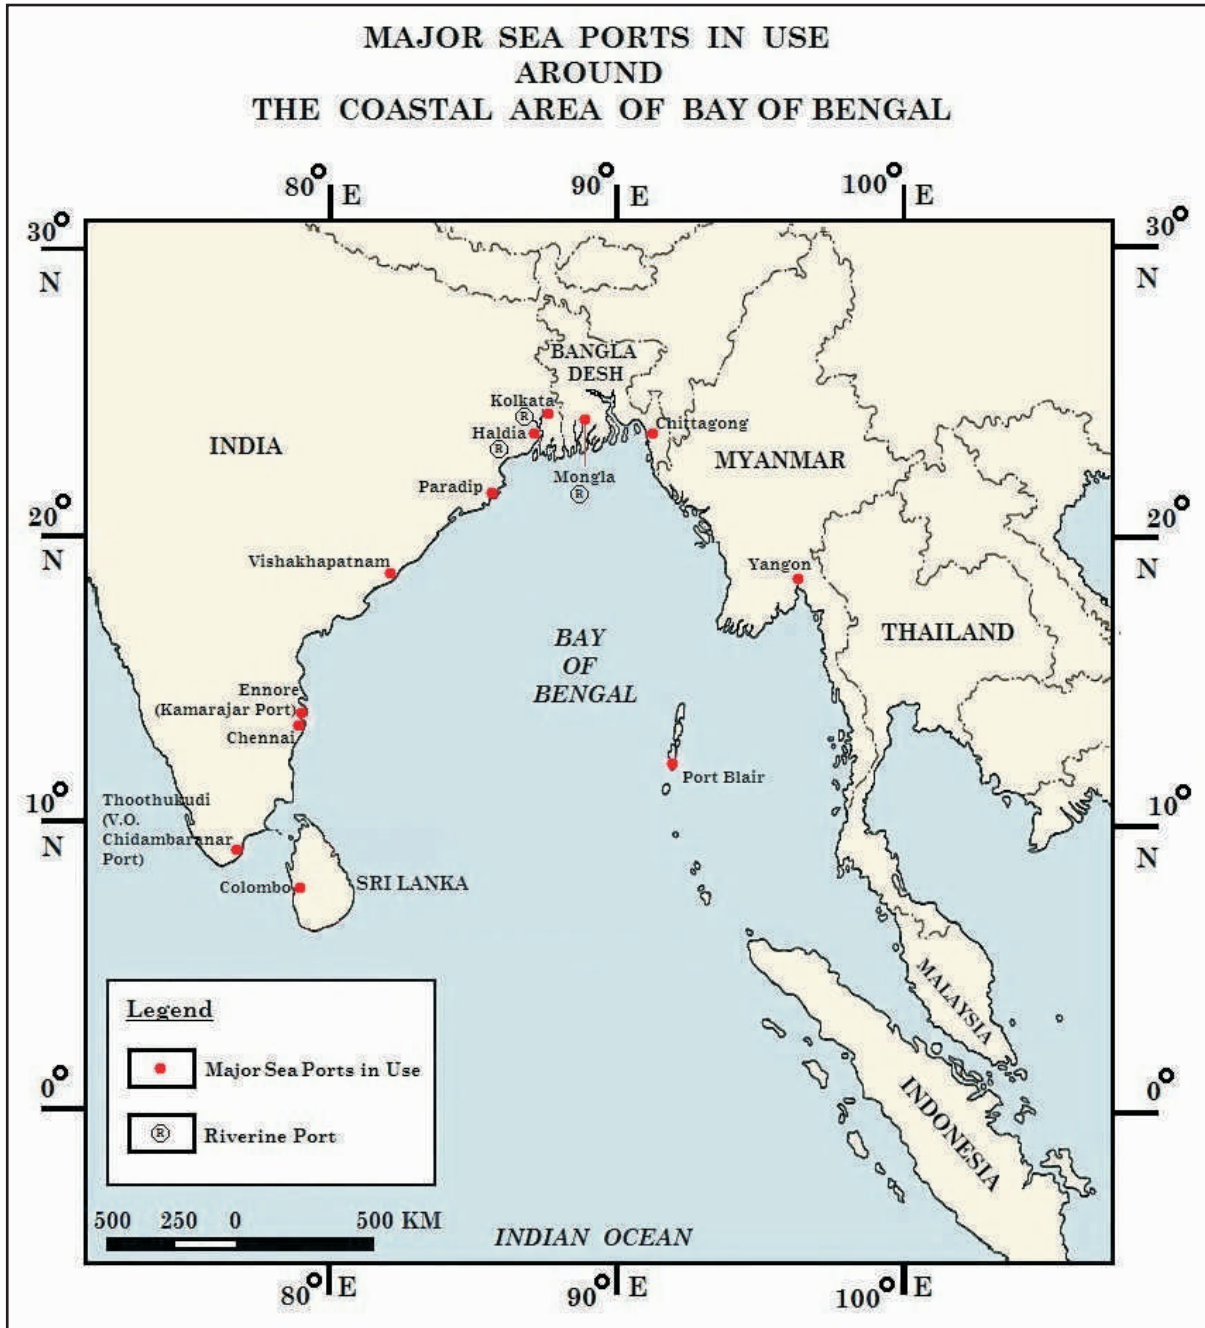 MAJOR SEA PORTS IN USE
AROUND
THE COASTAL AREA OF BAY OF BENGAL
80° E
90° E
100° E
30°
N
30°
N
BANGLA
DESH
Kolkata
R
Haldia
R
Chittagong
INDIA
MYANMAR
Mongla
R
Paradip
20°
N
20°
N
Vishakhapatnam
Yangon
THAILAND
BAY
OF
BENGAL
Ennore
(Kamarajar Port)
Chennai
Port Blair
10°
N
10°
N
Thoothukudi
(V.O.
Chidambaranar
Port)
Colombo
SRI LANKA
MALAYSIA
INDONESIA
Legend
Major Sea Ports in Use
R Riverine Port
0°
0°
500 250 0 500 KM
INDIAN OCEAN
80° E
90° E
100° E